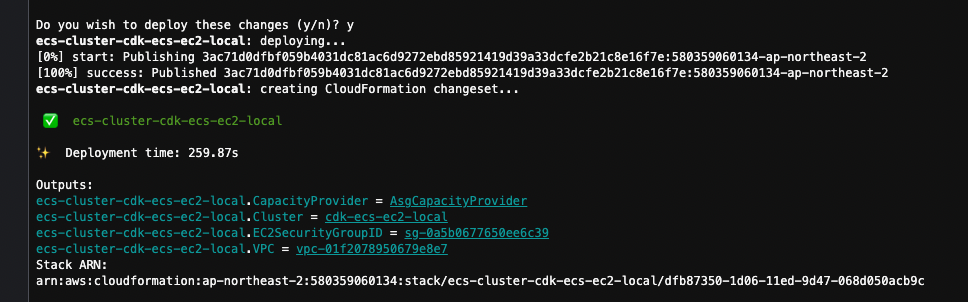 Do you wish to deploy these changes (y/n)? y
ecs-cluster-cdk-ecs-ec2-local: deploying...
[0%] start: Publishing 3ac71d0dfbf059b4031dc81ac6d9272ebd85921419d39a33dcfe2b21c8e16f7e:580359060134-ap-northeast-2
[100%] success: Published 3ac71d0dfbf059b4031dc81ac6d9272ebd85921419d39a33dcfe2b21c8e16f7e:580359060134-ap-northeast-2
ecs-cluster-cdk-ecs-ec2-local: creating CloudFormation changeset...
✅ ecs-cluster-cdk-ecs-ec2-local
✨ Deployment time: 259.87s
Outputs:
ecs-cluster-cdk-ecs-ec2-local.CapacityProvider = AsgCapacityProvider
ecs-cluster-cdk-ecs-ec2-local.Cluster = cdk-ecs-ec2-local
ecs-cluster-cdk-ecs-ec2-local.EC2SecurityGroupID = sg-0a5b0677650ee6c39
ecs-cluster-cdk-ecs-ec2-local.VPC = vpc-01f2078950679e8e7
Stack ARN:
arn:aws:cloudformation:ap-northeast-2:580359060134:stack/ecs-cluster-cdk-ecs-ec2-local/dfb87350-1d06-11ed-9d47-068d050acb9c